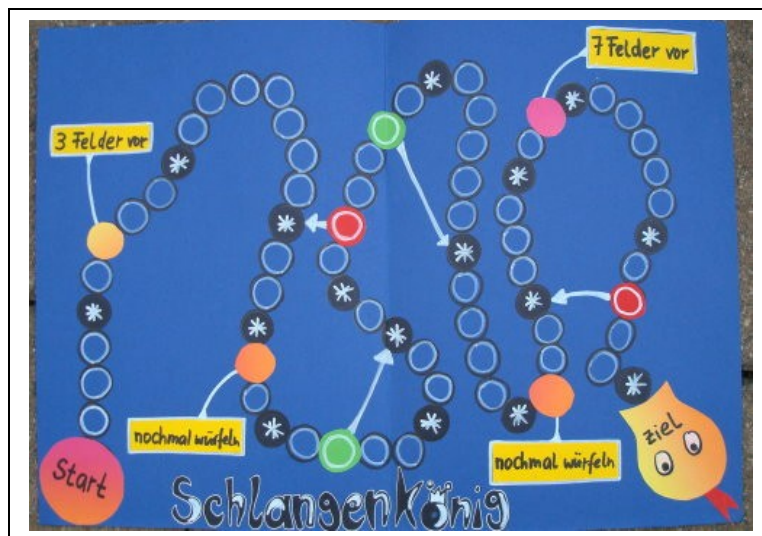 7 Felder vor
3 Felder vor
nochmal würfeln
nochmal würfeln
ziel
Start
Schlangenkönig